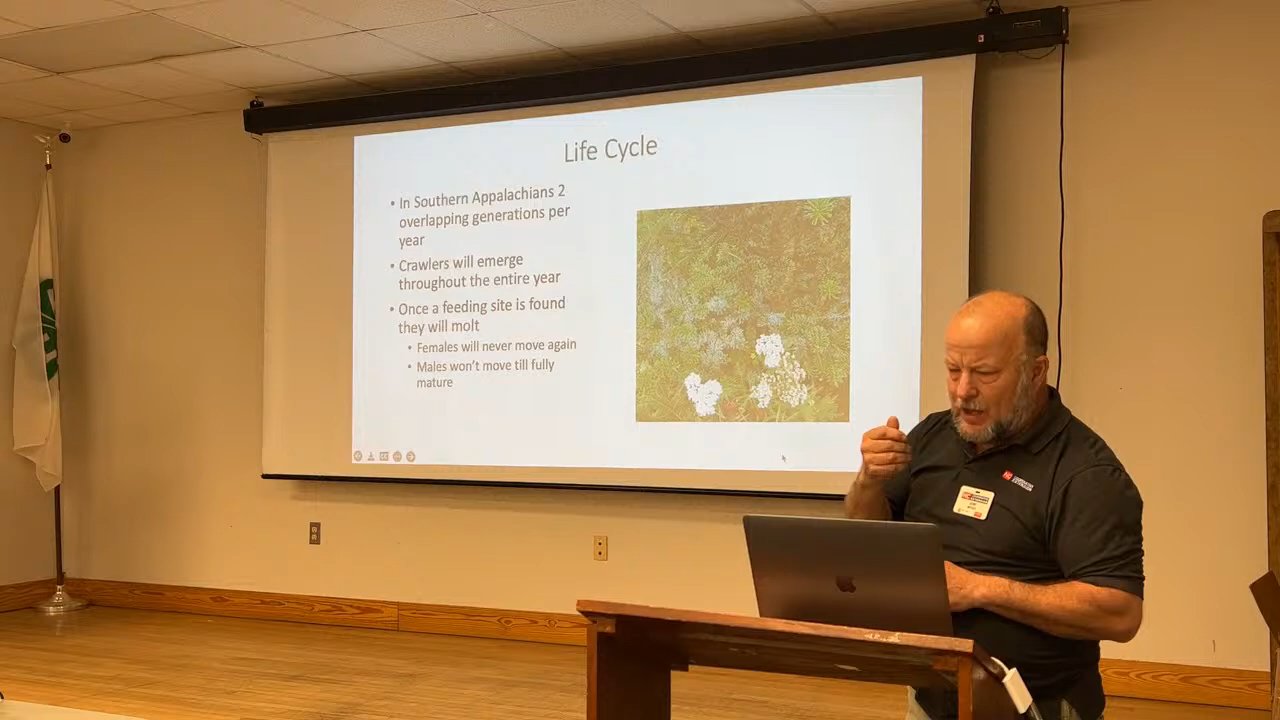 Life Cycle
• In Southern Appalachians 2
overlapping generations per
year
• Crawlers will emerge
throughout the entire year
• Once a feeding site is found
they will molt
• Females will never move again
• Males won't move till fully
mature